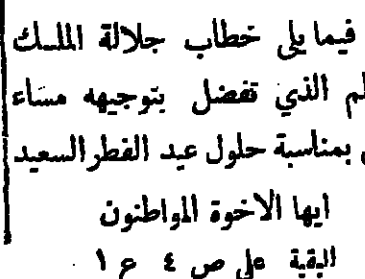 فيما يلي خطاب جلالة الملك
الذي تفضل بتوجيهه مساء
بمناسبة حلول عيد الفطر السعيد
ايها الاخوة المواطنون
البقية على ص ٤ ع ١